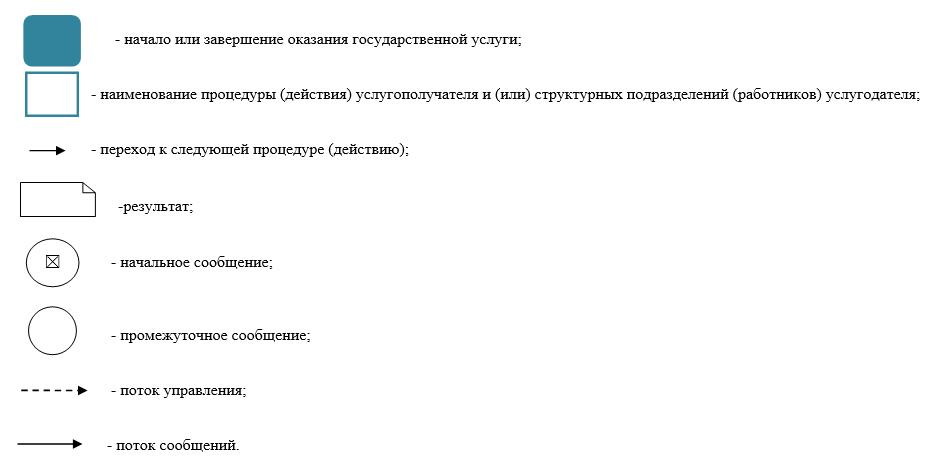 - начало или завершение оказания государственной услуги;
- наименование процедуры (действия) услугополучателя и (или) структурных подразделений (работников) услугодателя;
- переход к следующей процедуре (действию);
-результат;
- начальное сообщение;
- промежуточное сообщение;
- поток управления;
- поток сообщений.